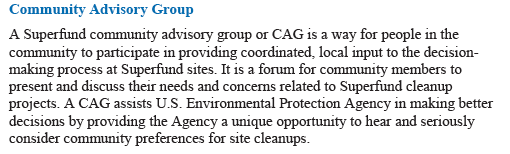 Community Advisory Group
A Superfund community advisory group or CAG is a way for people in the
community to participate in providing coordinated, local input to the decision-
making process at Superfund sites. It is a forum for community members to
present and discuss their needs and concerns related to Superfund cleanup
projects. A CAG assists U.S. Environmental Protection Agency in making better
decisions by providing the Agency a unique opportunity to hear and seriously
consider community preferences for site cleanups.